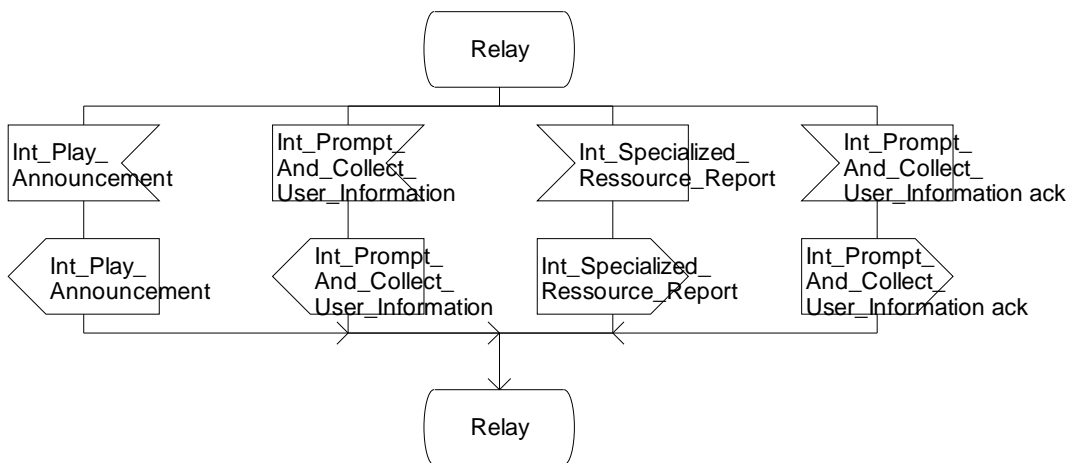 Relay
Int_Play_
Announcement
Int_Prompt_
And_Collect_
User_Information
Int_Specialized_
Ressource_Report
Int_Prompt_
And_Collect_
User_Information ack
Int_Play_
Announcement
Int_Prompt_
And_Collect_
User_Information
Int_Specialized_
Ressource_Report
Int_Prompt_
And_Collect_
User_Information ack
Relay